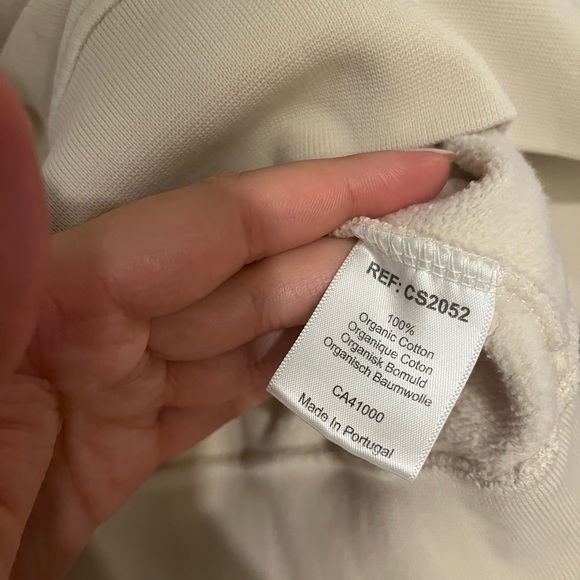 REF: CS2052
100%
Organic Cotton
Organique Coton
Organisk Bomuld
Organisch Baumwolle
CA41000
Made In Portugal